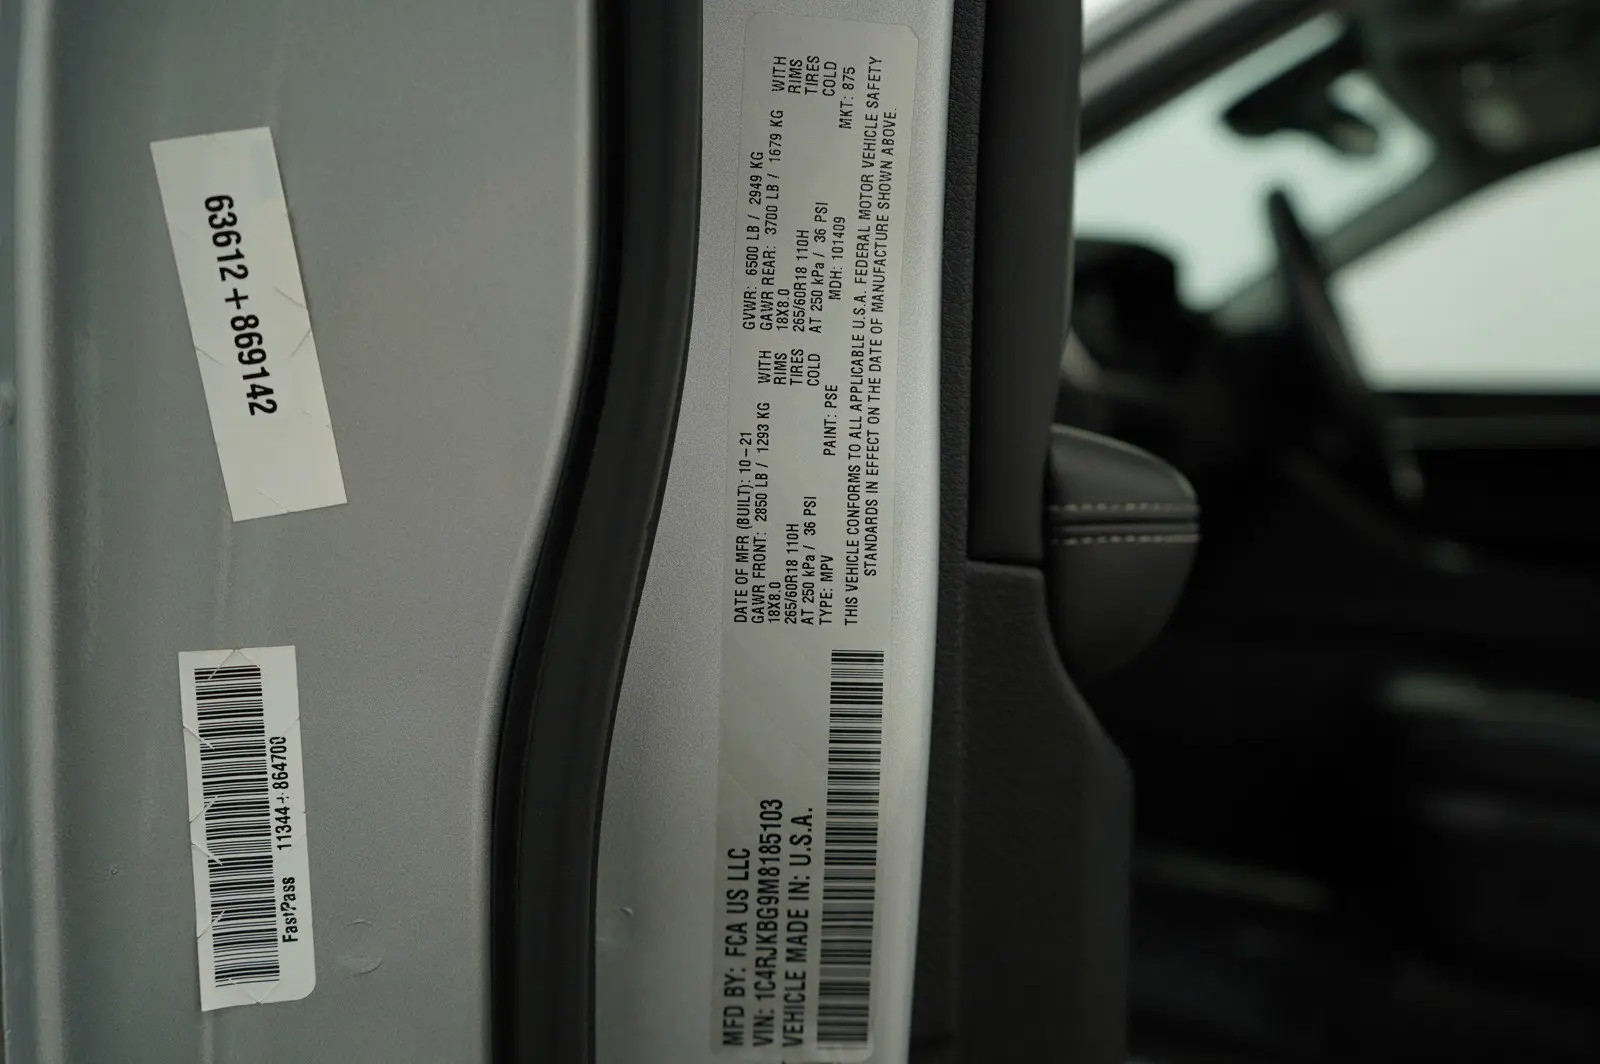 63612+869142
FastPass 11344+864700
MFD BY: FCA US LLC
VIN: 1C4RJKBG9M8185103
VEHICLE MADE IN: U.S.A.
DATE OF MFR (BUILT): 10-21 GVWR: 6500 LB / 2949 KG
GAWR FRONT: 2850 LB / 1293 KG WITH GAWR REAR: 3700 LB / 1679 KG WITH
18X8.0 RIMS 18X8.0 RIMS
265/60R18 110H TIRES 265/60R18 110H TIRES
AT 250 kPa / 36 PSI COLD AT 250 kPa / 36 PSI COLD
TYPE: MPV PAINT: PSE MDH: 101409 MKT: 875
THIS VEHICLE CONFORMS TO ALL APPLICABLE U.S.A. FEDERAL MOTOR VEHICLE SAFETY
STANDARDS IN EFFECT ON THE DATE OF MANUFACTURE SHOWN ABOVE.